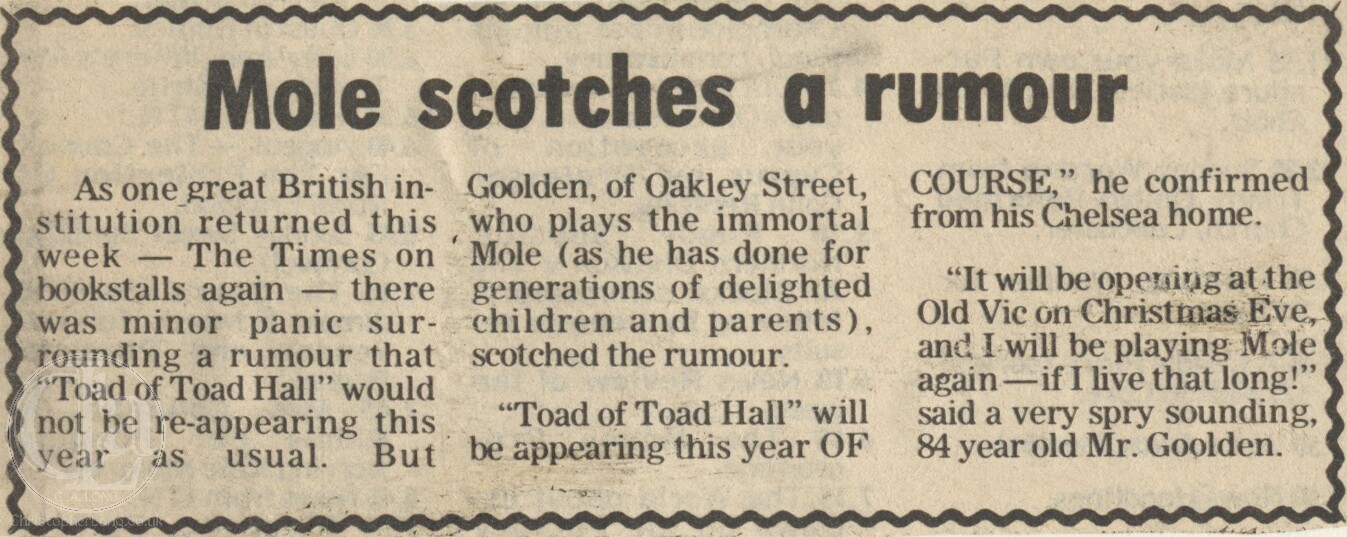 Mole scotches a rumour
As one great British in-
stitution returned this
week — The Times on
bookstalls again — there
was minor panic sur-
rounding a rumour that
“Toad of Toad Hall” would
not be re-appearing this
year as usual. But
Goolden, of Oakley Street,
who plays the immortal
Mole (as he has done for
generations of delighted
children and parents),
scotched the rumour.
“Toad of Toad Hall” will
be appearing this year OF
COURSE,” he confirmed
from his Chelsea home.
“It will be opening at the
Old Vic on Christmas Eve,
and I will be playing Mole
again — if I live that long!”
said a very spry sounding,
84 year old Mr. Goolden.
ChristopherLong.co.uk